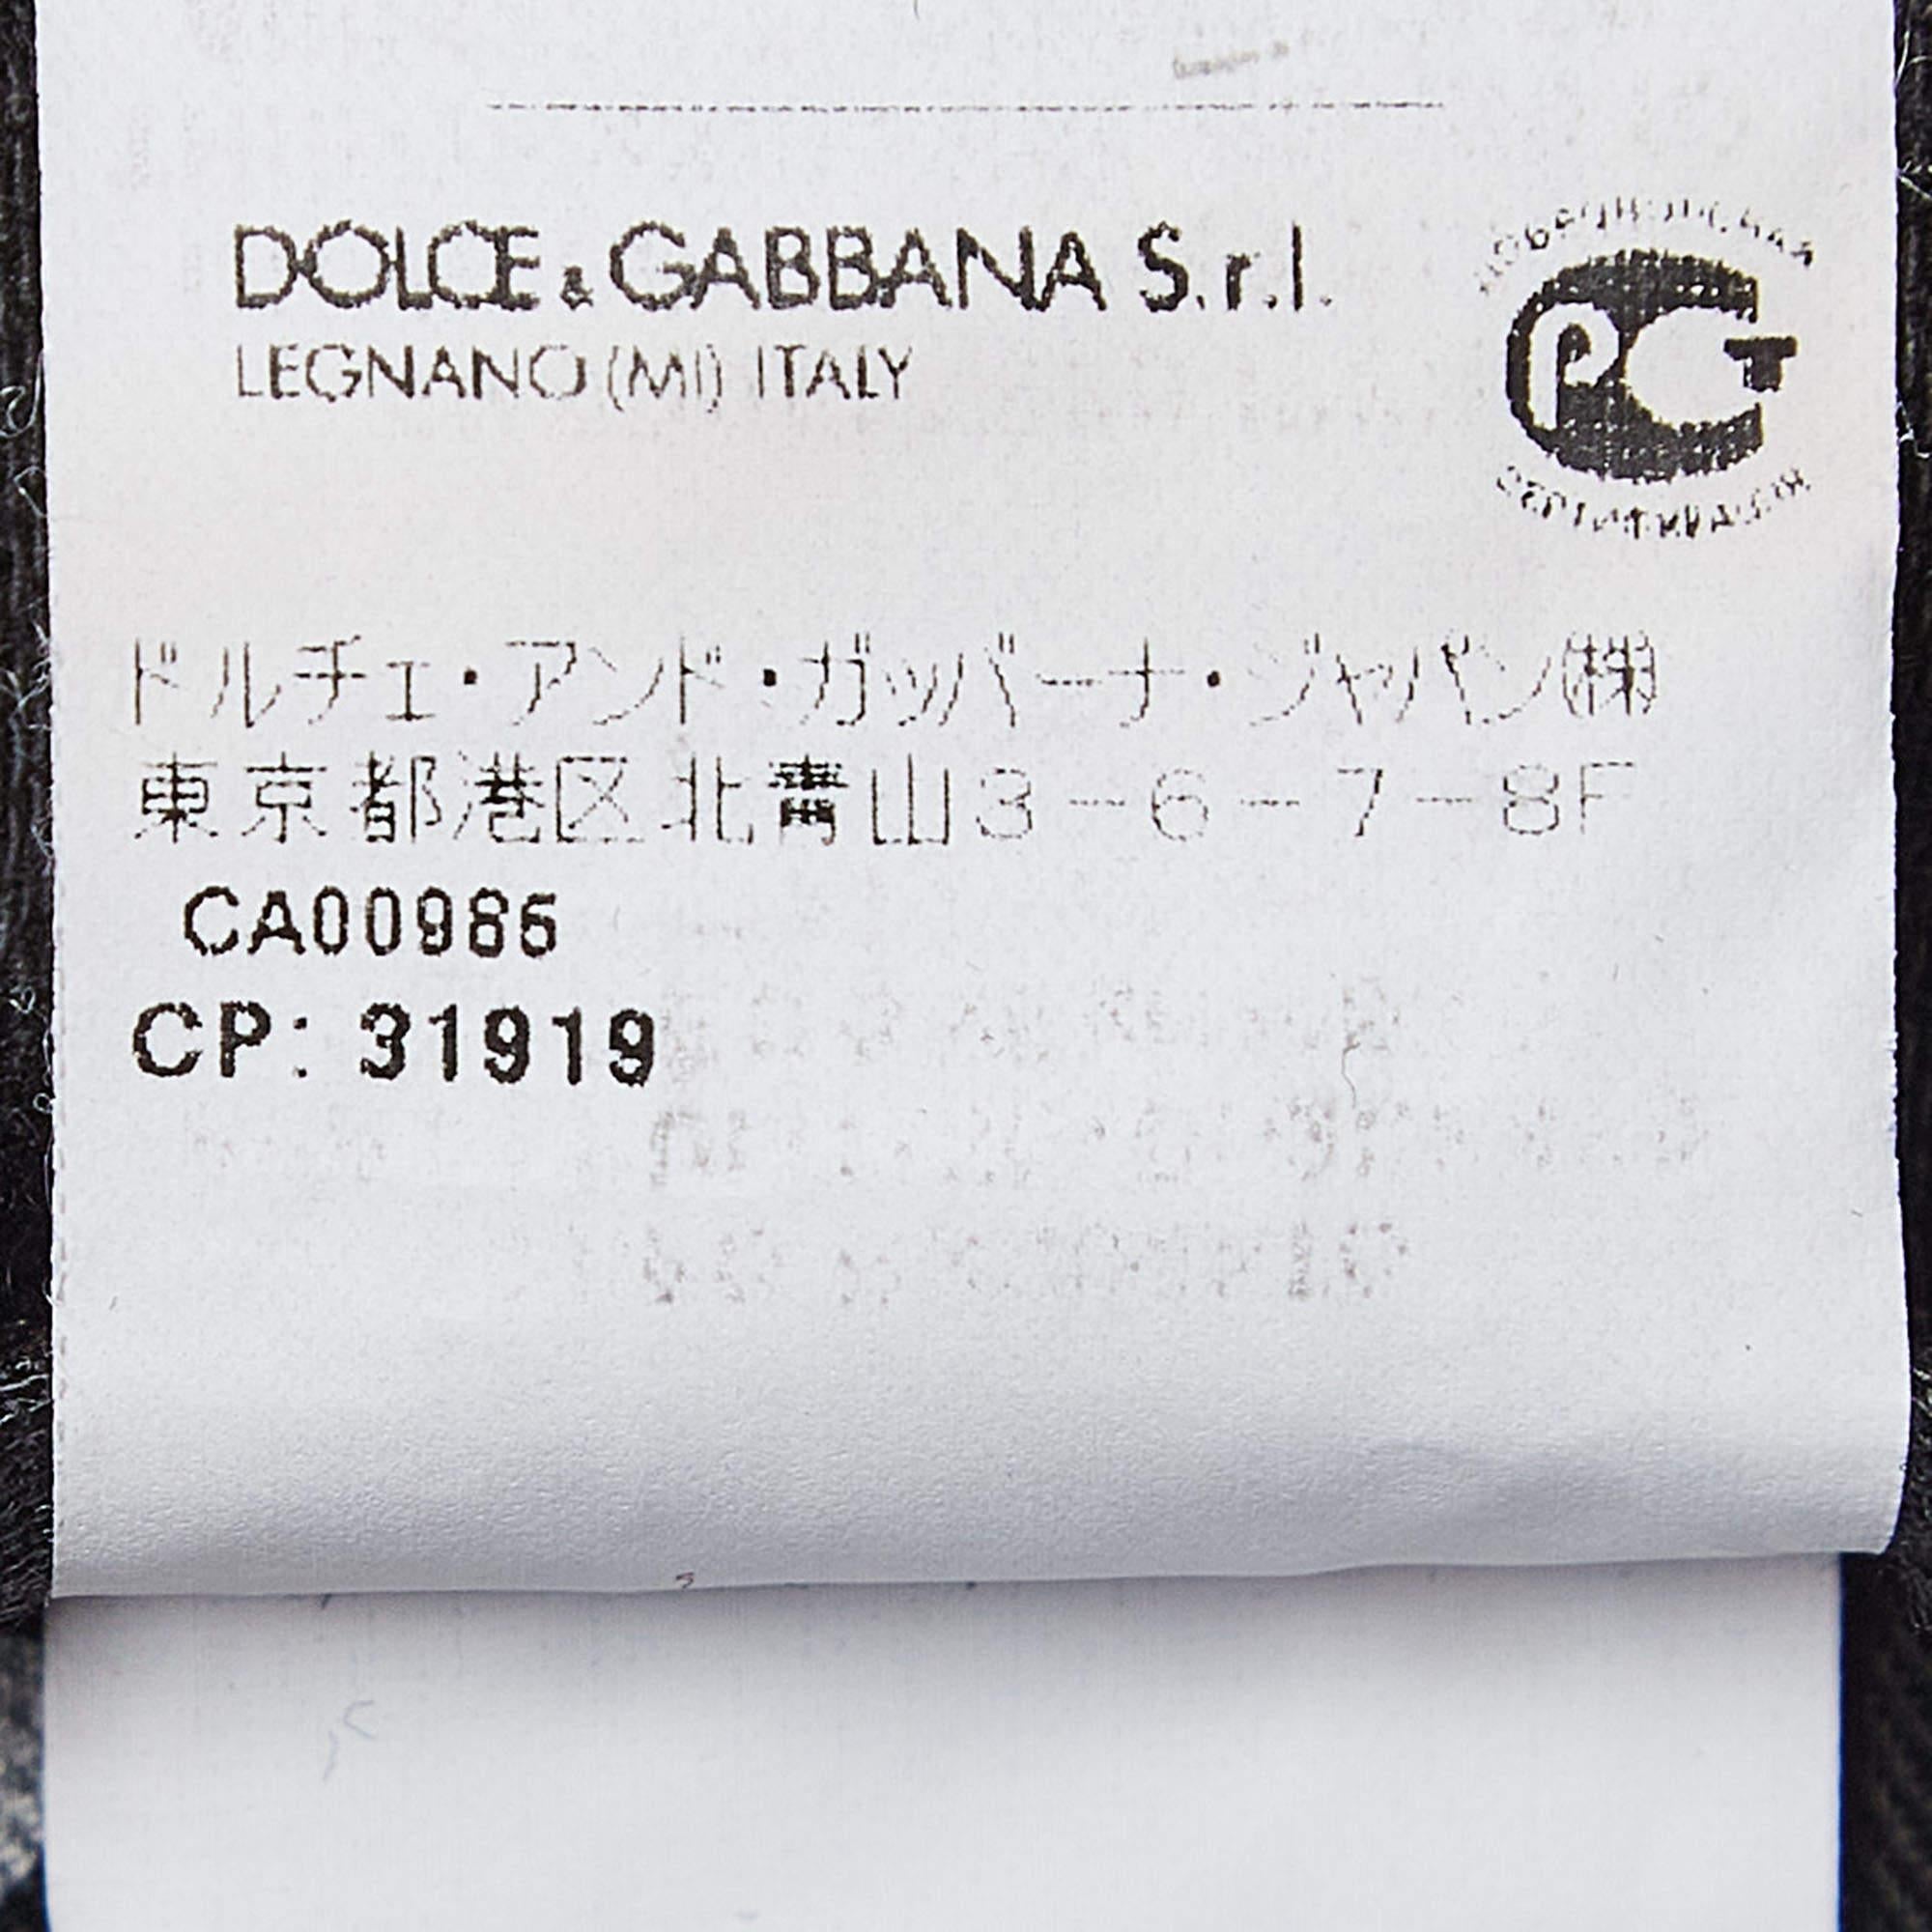 DOLCE & GABBANA S.r.l.
LEGNANO (MI) ITALY
PCT
ドルチェ・アンド・ガッバーナ・ジャパン㈱
東京都港区北青山3-6-7-8F
CA00986
CP: 31919